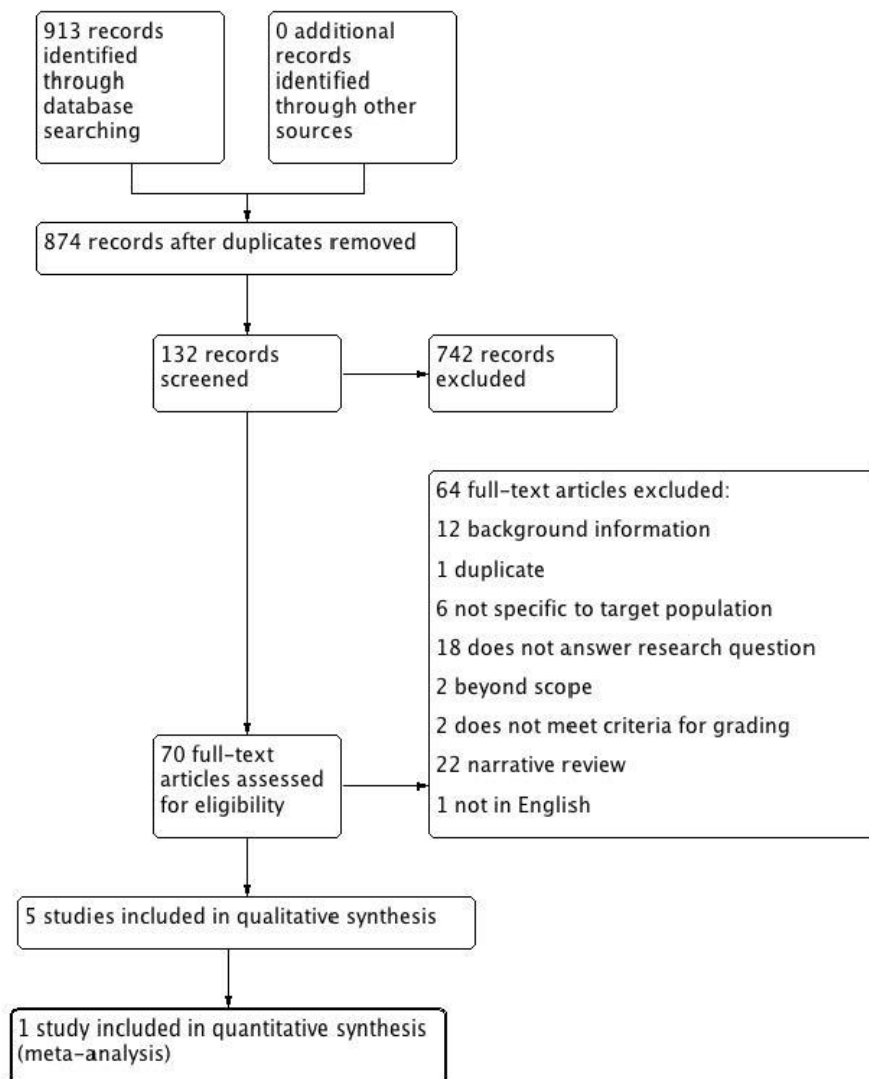 913 records
identified
through
database
searching
0 additional
records
identified
through other
sources
874 records after duplicates removed
132 records
screened
742 records
excluded
64 full-text articles excluded:
12 background information
1 duplicate
6 not specific to target population
18 does not answer research question
2 beyond scope
2 does not meet criteria for grading
22 narrative review
1 not in English
70 full-text
articles assessed
for eligibility
5 studies included in qualitative synthesis
1 study included in quantitative synthesis
(meta-analysis)